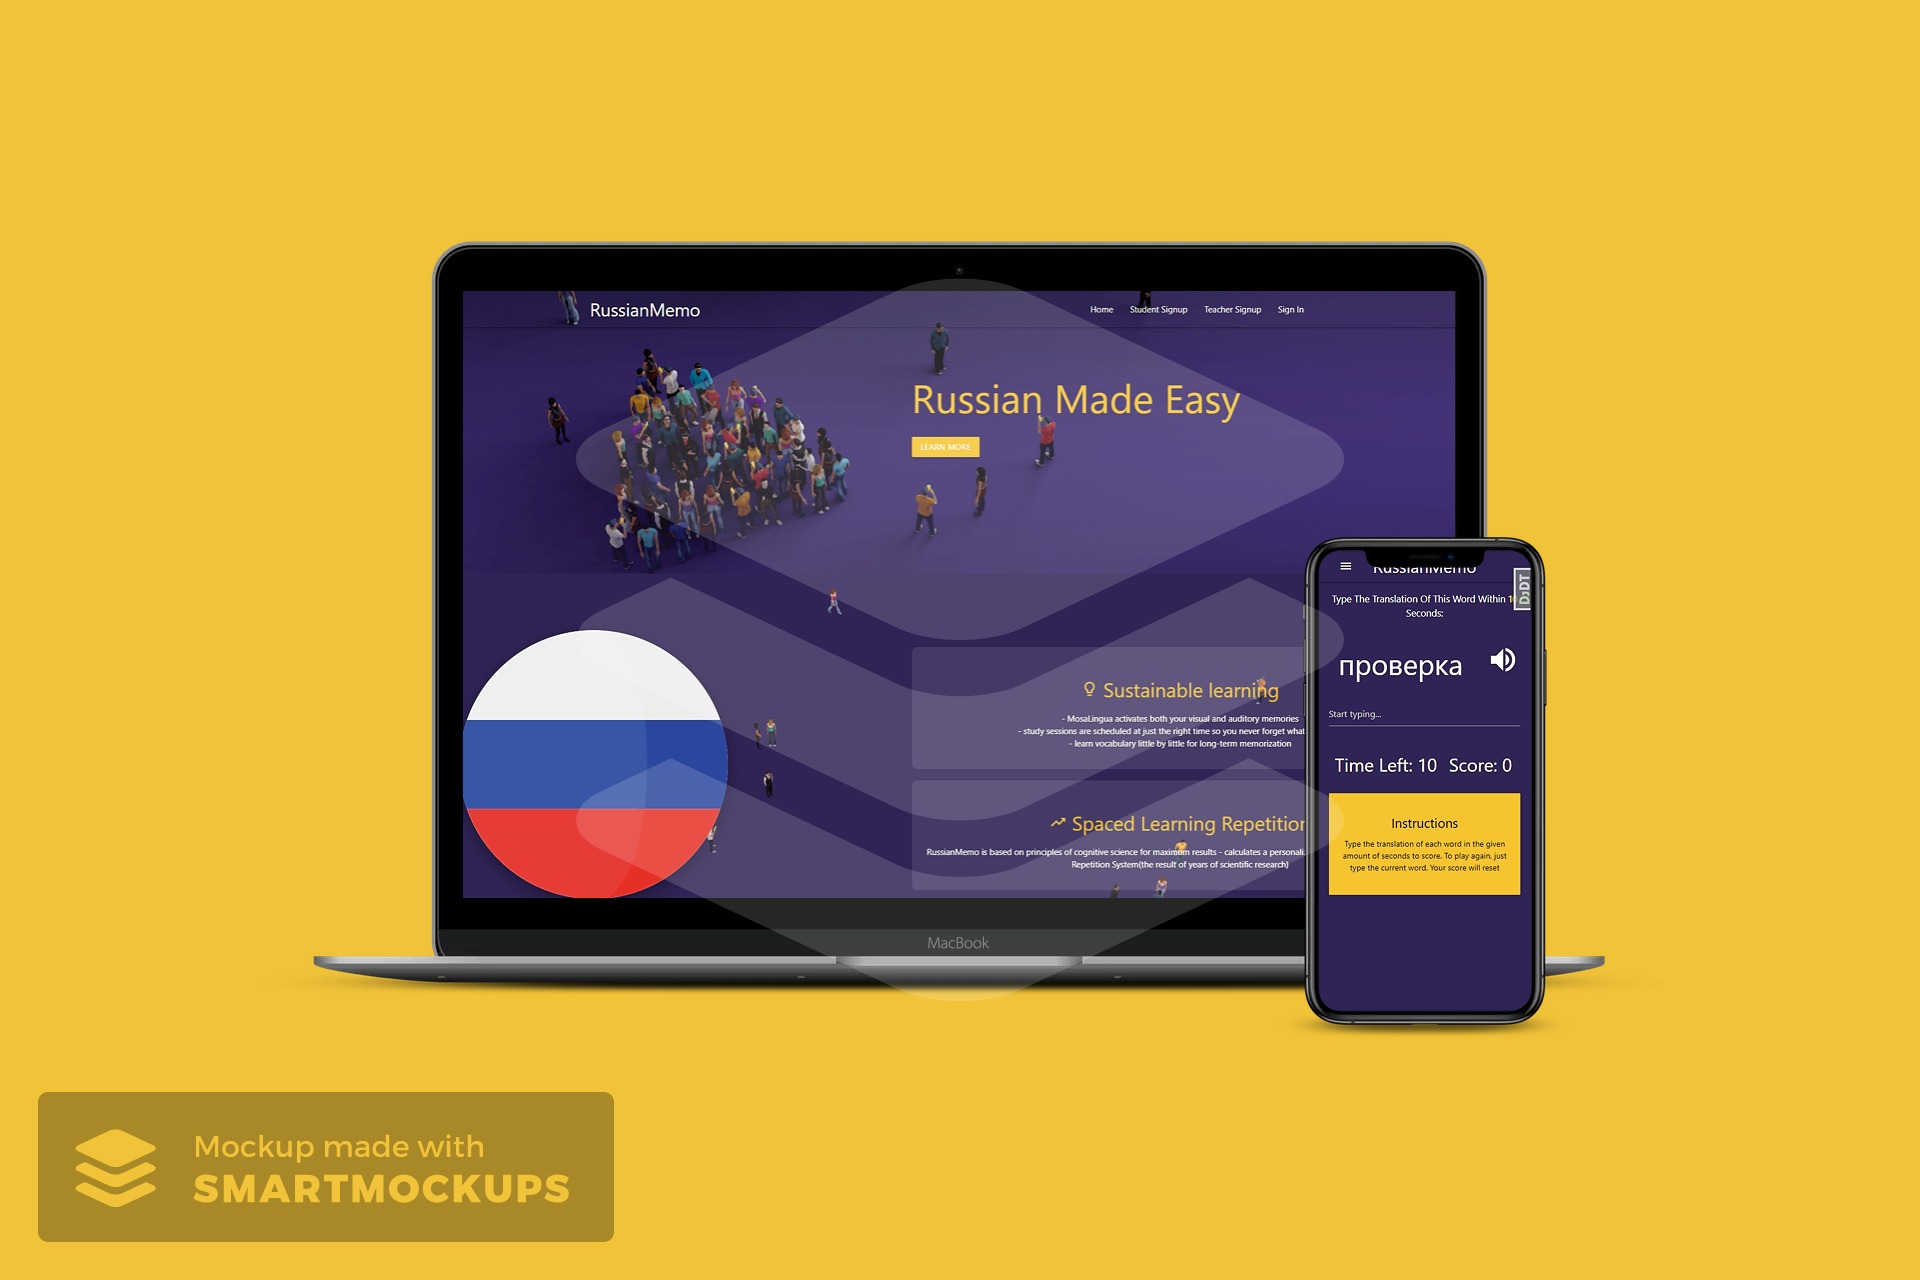 RussianMemo
Home Student Signup Teacher Signup Sign In
Russian Made Easy
LEARN MORE
Sustainable learning
- MosaLingua activates both your visual and auditory memories
- study sessions are scheduled at just the right time so you never forget what
- learn vocabulary little by little for long-term memorization
Spaced Learning Repetition
RussianMemo is based on principles of cognitive science for maximum results - calculates a personali
Repetition System(the result of years of scientific research)
MacBook
RussianMemo
DjDT
Type The Translation Of This Word Within 10
Seconds:
проверка
Start typing...
Time Left: 10 Score: 0
Instructions
Type the translation of each word in the given
amount of seconds to score. To play again, just
type the current word. Your score will reset
Mockup made with
SMARTMOCKUPS